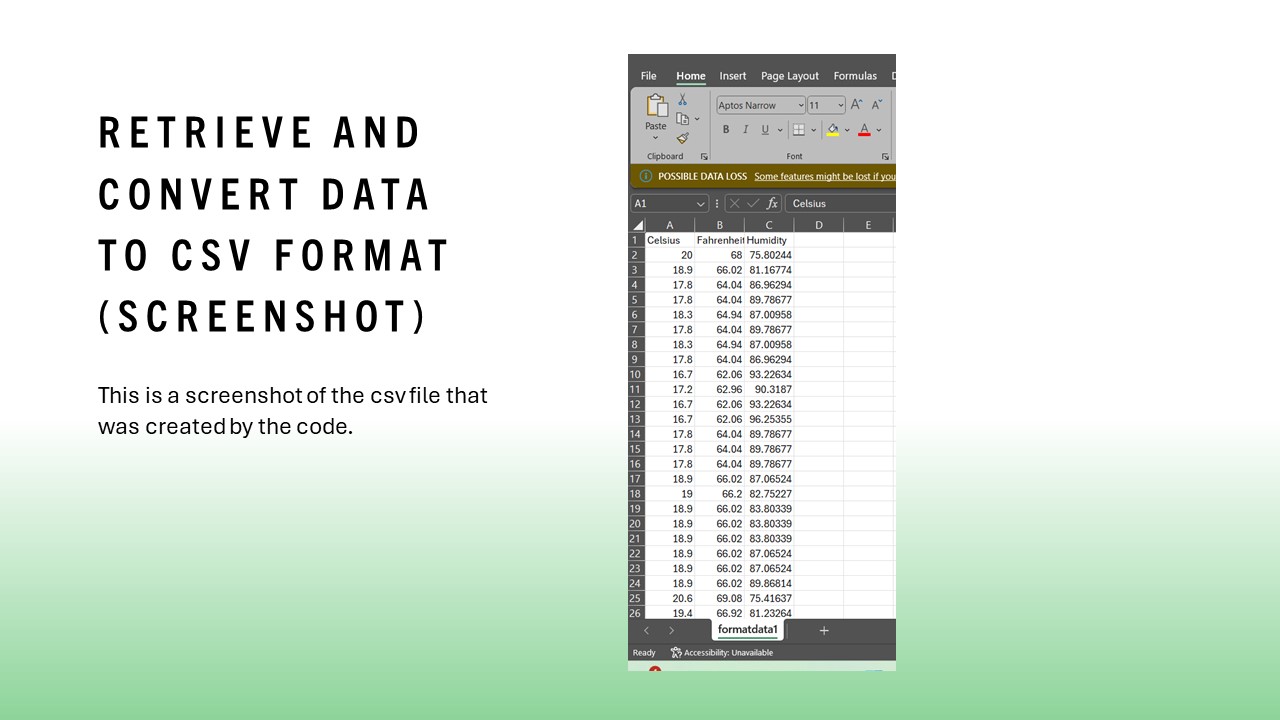 RETRIEVE AND
CONVERT DATA
TO CSV FORMAT
(SCREENSHOT)
This is a screenshot of the csv file that
was created by the code.
File Home Insert Page Layout Formulas D
Paste
Aptos Narrow 11
B I U
Clipboard Font
POSSIBLE DATA LOSS Some features might be lost if you
A1 fx Celsius
A B C D E
1 Celsius Fahrenheit Humidity
2 20 68 75.80244
3 18.9 66.02 81.16774
4 17.8 64.04 86.96294
5 17.8 64.04 89.78677
6 18.3 64.94 87.00958
7 17.8 64.04 89.78677
8 18.3 64.94 87.00958
9 17.8 64.04 86.96294
10 16.7 62.06 93.22634
11 17.2 62.96 90.3187
12 16.7 62.06 93.22634
13 16.7 62.06 96.25355
14 17.8 64.04 89.78677
15 17.8 64.04 89.78677
16 17.8 64.04 89.78677
17 18.9 66.02 87.06524
18 19 66.2 82.75227
19 18.9 66.02 83.80339
20 18.9 66.02 83.80339
21 18.9 66.02 83.80339
22 18.9 66.02 87.06524
23 18.9 66.02 87.06524
24 18.9 66.02 89.86814
25 20.6 69.08 75.41637
26 19.4 66.92 81.23264
formatdata1
Ready Accessibility: Unavailable